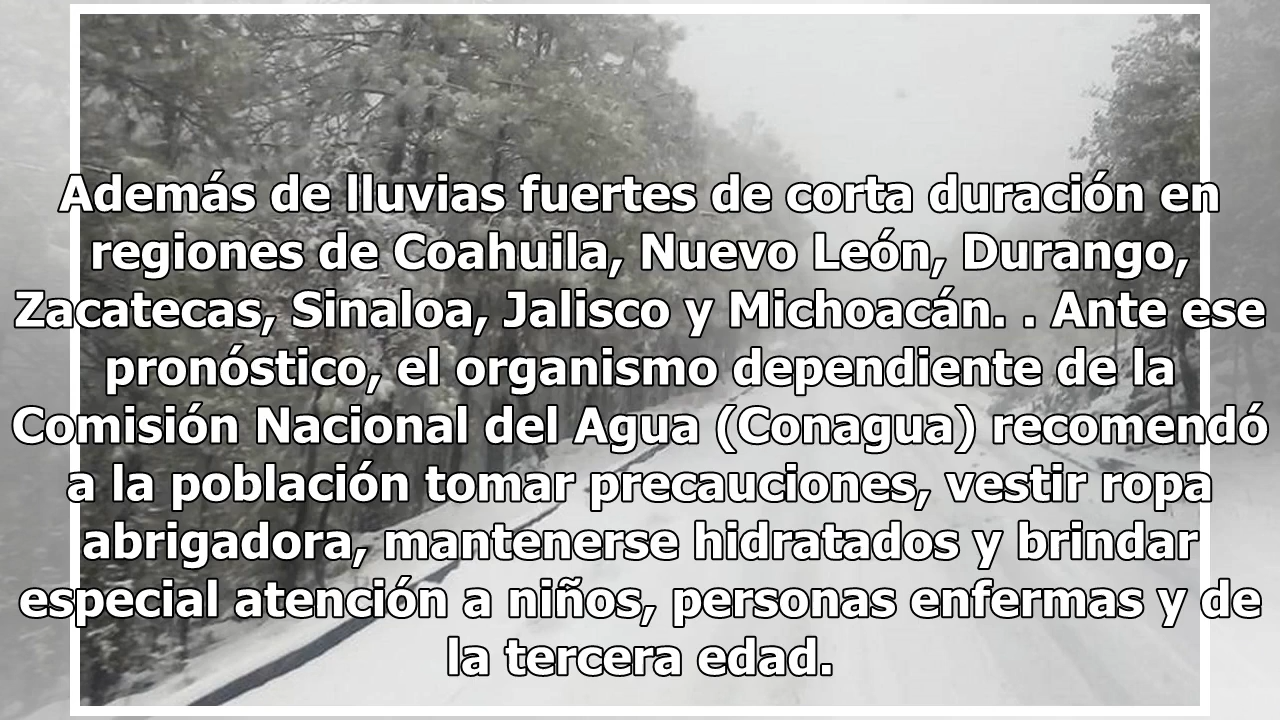 Además de lluvias fuertes de corta duración en
regiones de Coahuila, Nuevo León, Durango,
Zacatecas, Sinaloa, Jalisco y Michoacán. . Ante ese
pronóstico, el organismo dependiente de la
Comisión Nacional del Agua (Conagua) recomendó
a la población tomar precauciones, vestir ropa
abrigadora, mantenerse hidratados y brindar
especial atención a niños, personas enfermas y de
la tercera edad.